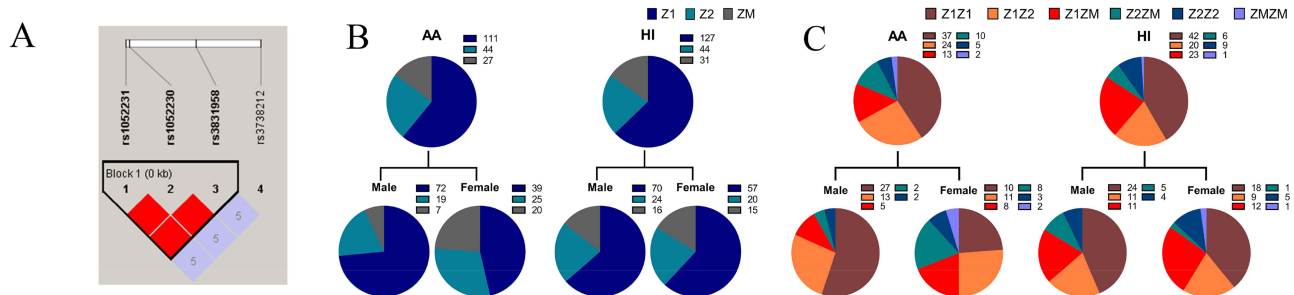 A
rs1052231
rs1052230
rs3831958
rs3738212
Block 1 (0 kb)
1 2 3 4
5
5
5
5
B
Z1 Z2 ZM
AA
111
44
27
HI
127
44
31
Male
72
19
7
Female
39
25
20
Male
70
24
16
Female
57
20
15
C
Z1Z1 Z1Z2 Z1ZM Z2ZM Z2Z2 ZMZM
AA
37 10
24 5
13 2
HI
42 6
20 9
23 1
Male
27 2
13 2
5
Female
10 8
11 3
8 2
Male
24 5
11 4
11
Female
18 1
9 5
12 1